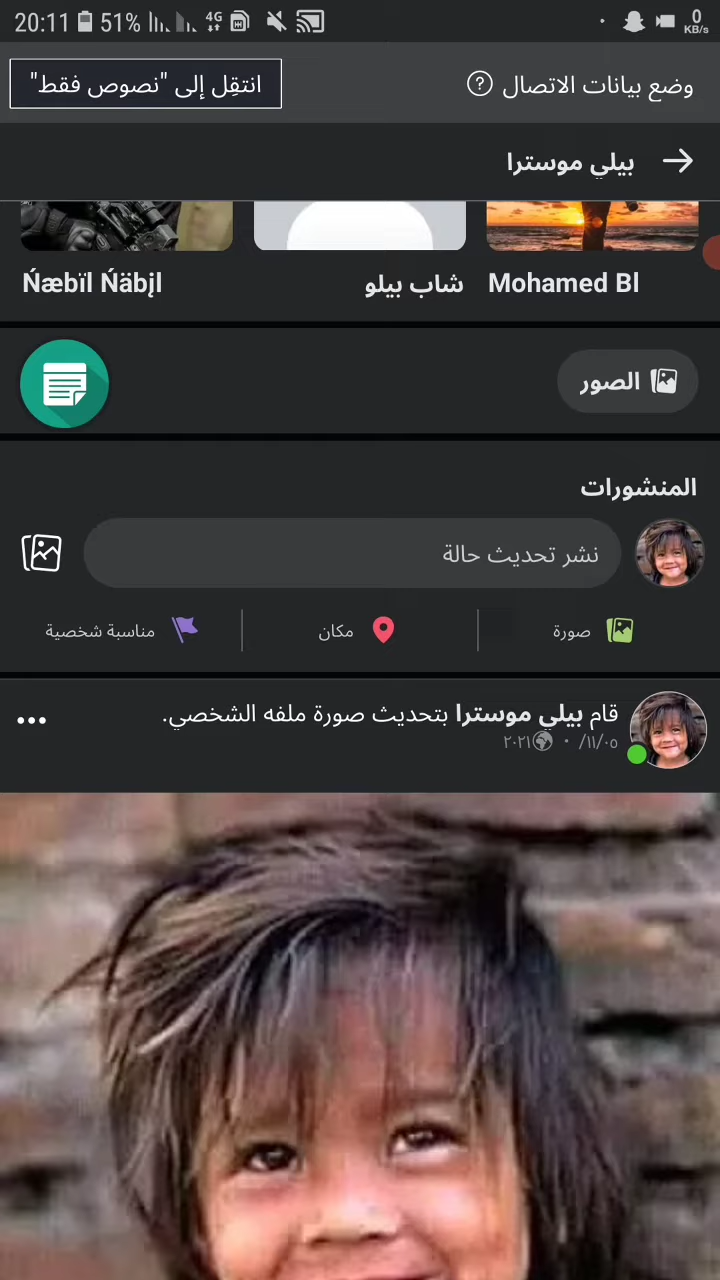 20:11 51% 4G 0 KB/s
وضع بيانات الاتصال ?
انتقِل إلى "نصوص فقط"
بيلي موسترا
Mohamed Bl
شاب بيلو
Ńæbïl Ńäbįl
الصور
المنشورات
نشر تحديث حالة
صورة
مكان
مناسبة شخصية
قام بيلي موسترا بتحديث صورة ملفه الشخصي.
٠٥‏/١١‏/٢٠٢١ ·